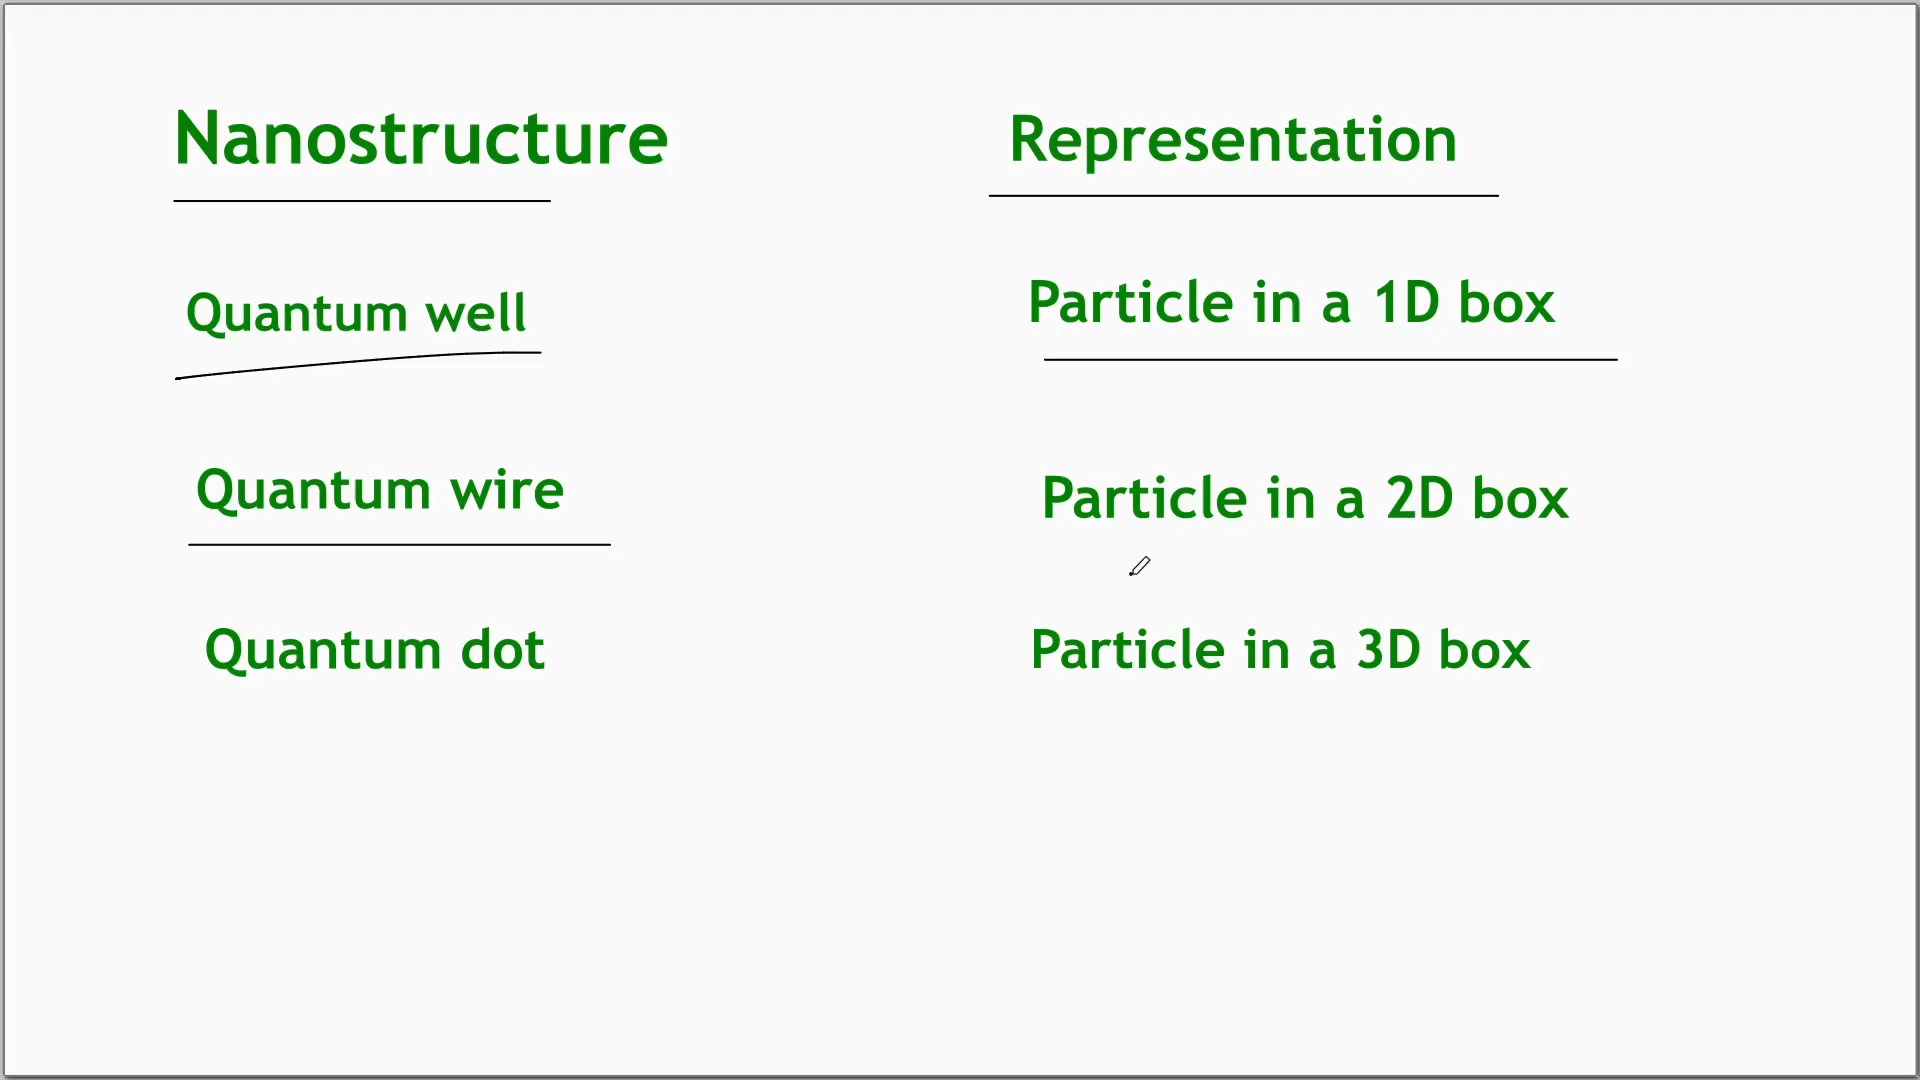 Nanostructure
Representation
Quantum well
Particle in a 1D box
Quantum wire
Particle in a 2D box
Quantum dot
Particle in a 3D box